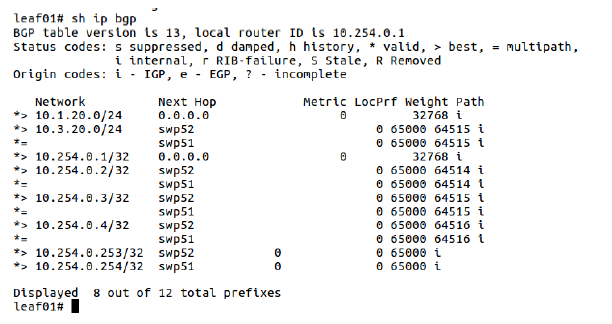 leaf01# sh ip bgp
BGP table version is 13, local router ID is 10.254.0.1
Status codes: s suppressed, d damped, h history, * valid, > best, = multipath,
              i internal, r RIB-failure, S Stale, R Removed
Origin codes: i - IGP, e - EGP, ? - incomplete

   Network          Next Hop            Metric LocPrf Weight Path
*> 10.1.20.0/24     0.0.0.0                  0         32768 i
*> 10.3.20.0/24     swp52                              0 65000 64515 i
*=                  swp51                              0 65000 64515 i
*> 10.254.0.1/32    0.0.0.0                  0         32768 i
*> 10.254.0.2/32    swp52                              0 65000 64514 i
*=                  swp51                              0 65000 64514 i
*> 10.254.0.3/32    swp52                              0 65000 64515 i
*=                  swp51                              0 65000 64515 i
*> 10.254.0.4/32    swp52                              0 65000 64516 i
*=                  swp51                              0 65000 64516 i
*> 10.254.0.253/32  swp52           0                  0 65000 i
*> 10.254.0.254/32  swp51           0                  0 65000 i

Displayed  8 out of 12 total prefixes
leaf01#